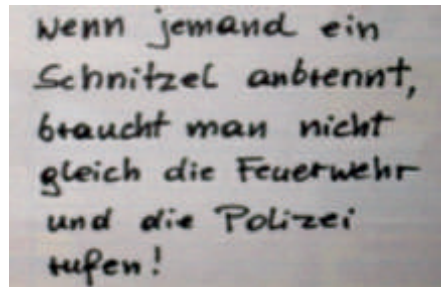 Wenn jemand ein
Schnitzel anbrennt,
braucht man nicht
gleich die Feuerwehr
und die Polizei
rufen!